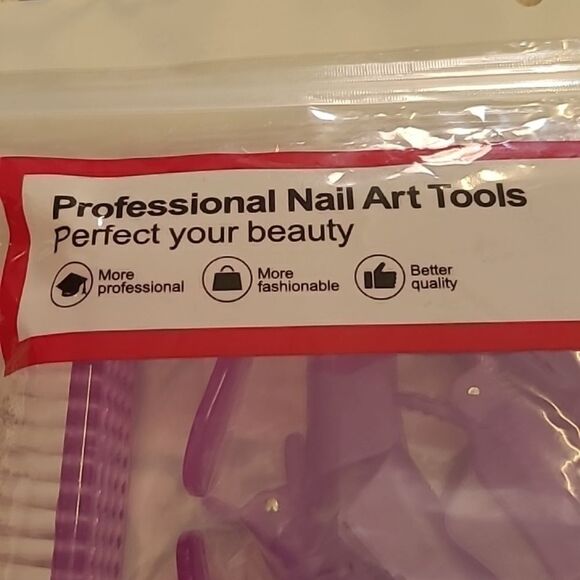 Professional Nail Art Tools
Perfect your beauty
More professional
More fashionable
Better quality